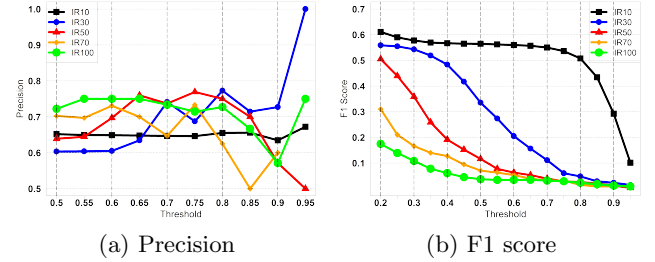 IR10
IR30
IR50
IR70
IR100
1.0
0.9
0.8
0.7
0.6
0.5
Precision
0.5 0.55 0.6 0.65 0.7 0.75 0.8 0.85 0.9 0.95
Threshold
(a) Precision
IR10
IR30
IR50
IR70
IR100
0.7
0.6
0.5
0.4
0.3
0.2
0.1
F1 Score
0.2 0.3 0.4 0.5 0.6 0.7 0.8 0.9
Threshold
(b) F1 score